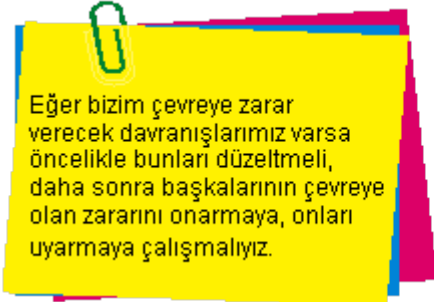 Eğer bizim çevreye zarar
verecek davranışlarımız varsa
öncelikle bunları düzeltmeli,
daha sonra başkalarının çevreye
olan zararını onarmaya, onları
uyarmaya çalışmalıyız.